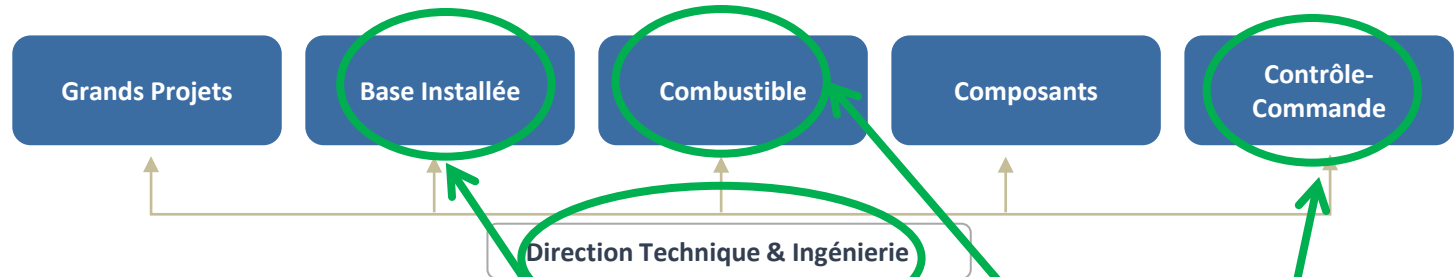 Grands Projets
Base Installée
Combustible
Composants
Contrôle-
Commande
Direction Technique & Ingénierie